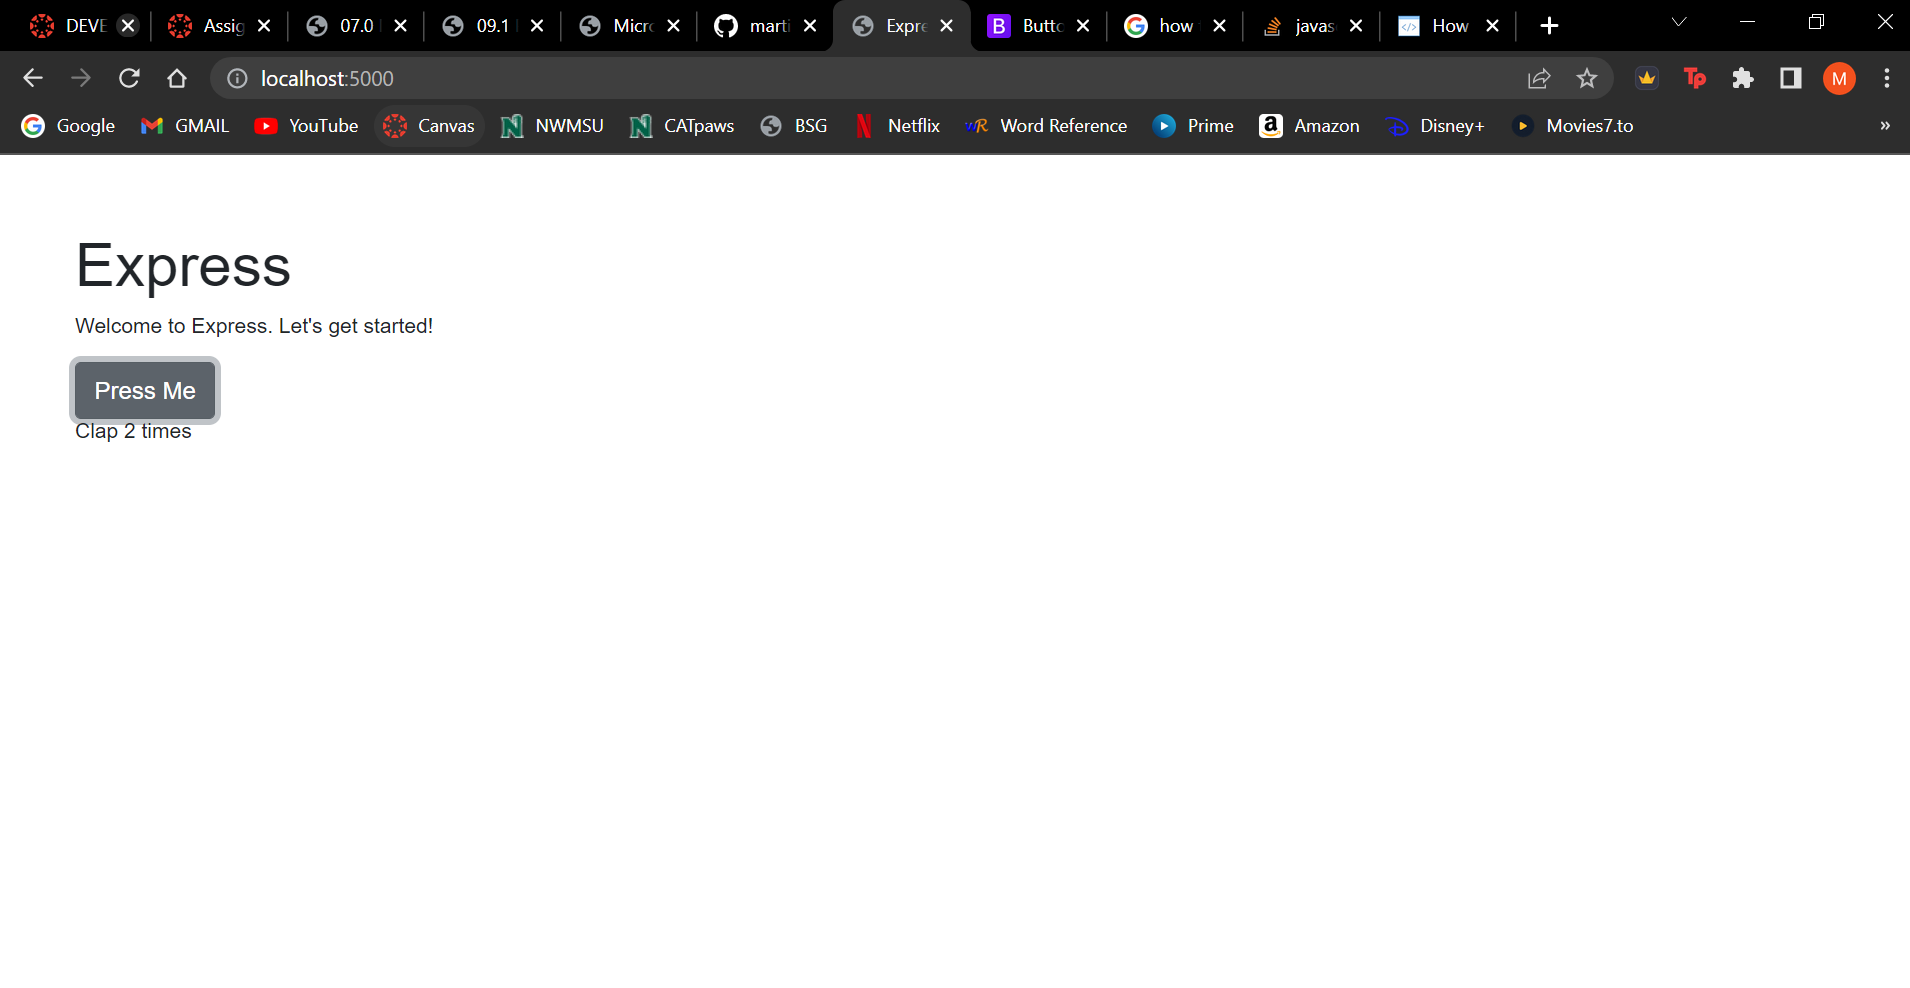 DEVE
Assig
07.0
09.1
Micro
marti
Expre
Butto
how
javas
How
localhost:5000
M
Google
GMAIL
YouTube
Canvas
NWMSU
CATpaws
BSG
Netflix
Word Reference
Prime
Amazon
Disney+
Movies7.to
»
Express
Welcome to Express. Let's get started!
Press Me
Clap 2 times